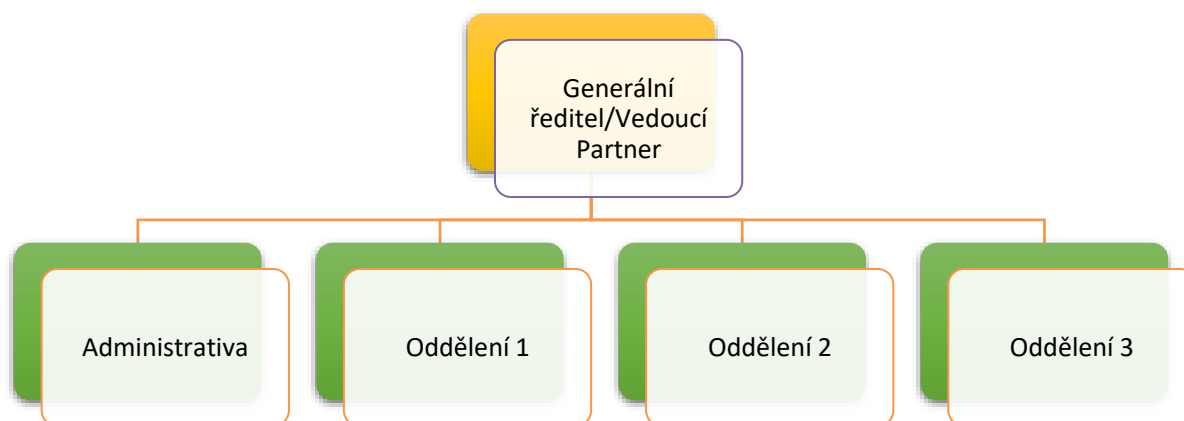 Generální
ředitel/Vedoucí
Partner
Administrativa
Oddělení 1
Oddělení 2
Oddělení 3